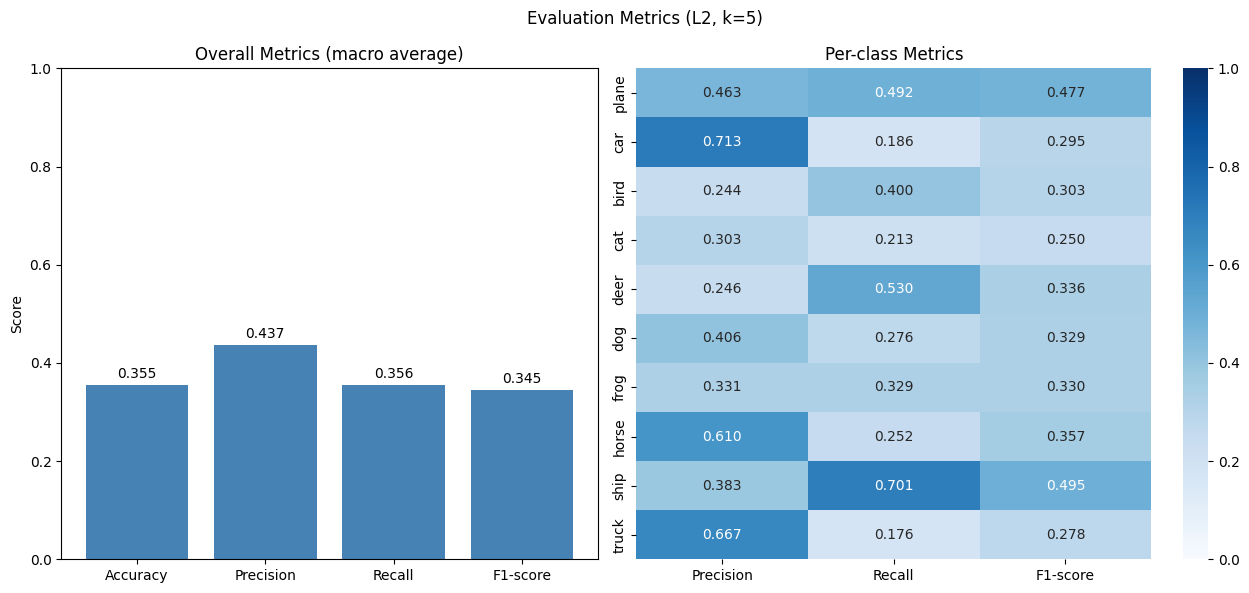 Evaluation Metrics (L2, k=5)
Overall Metrics (macro average)
Score
1.0
0.8
0.6
0.4
0.2
0.0
0.355
0.437
0.356
0.345
Accuracy Precision Recall F1-score
Per-class Metrics
plane 0.463 0.492 0.477
car 0.713 0.186 0.295
bird 0.244 0.400 0.303
cat 0.303 0.213 0.250
deer 0.246 0.530 0.336
dog 0.406 0.276 0.329
frog 0.331 0.329 0.330
horse 0.610 0.252 0.357
ship 0.383 0.701 0.495
truck 0.667 0.176 0.278
Precision Recall F1-score
1.0
0.8
0.6
0.4
0.2
0.0